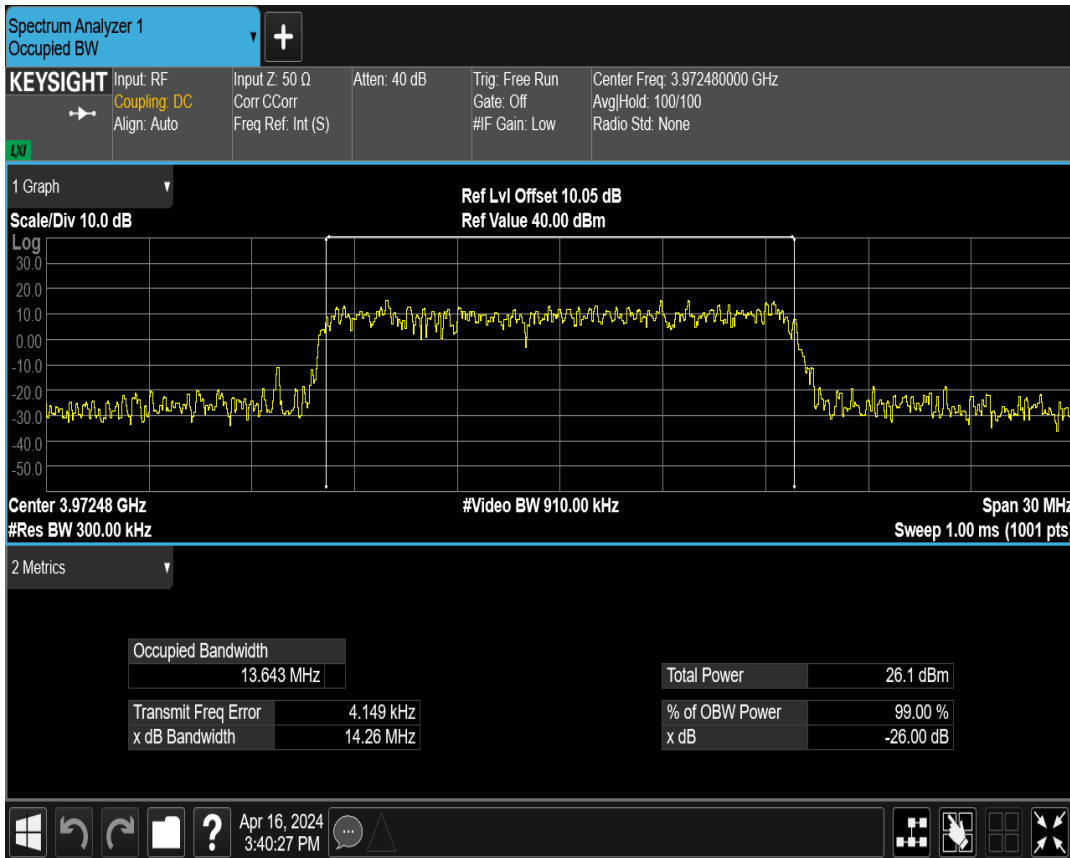 Spectrum Analyzer 1
Occupied BW
+
KEYSIGHT
LXI
Input: RF
Coupling: DC
Align: Auto
Input Z: 50 Ω
Corr CCorr
Freq Ref: Int (S)
Atten: 40 dB
Trig: Free Run
Gate: Off
#IF Gain: Low
Center Freq: 3.972480000 GHz
Avg|Hold: 100/100
Radio Std: None
1 Graph
Scale/Div 10.0 dB
Ref Lvl Offset 10.05 dB
Ref Value 40.00 dBm
Log
30.0
20.0
10.0
0.00
-10.0
-20.0
-30.0
-40.0
-50.0
Center 3.97248 GHz
#Video BW 910.00 kHz
Span 30 MHz
#Res BW 300.00 kHz
Sweep 1.00 ms (1001 pts)
2 Metrics
Occupied Bandwidth
13.643 MHz
Total Power 26.1 dBm
Transmit Freq Error 4.149 kHz
% of OBW Power 99.00 %
x dB Bandwidth 14.26 MHz
x dB -26.00 dB
?
Apr 16, 2024
3:40:27 PM